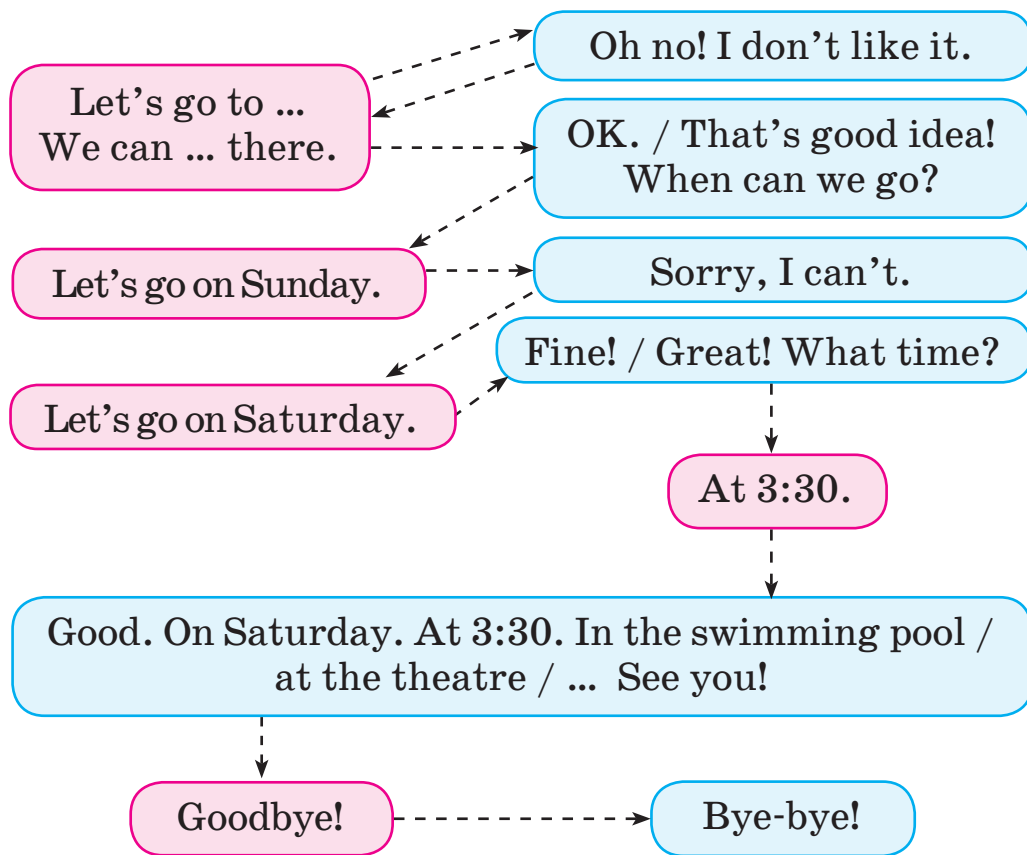 Oh no! I don't like it.
Let's go to ...
We can ... there.
OK. / That's good idea!
When can we go?
Let's go on Sunday.
Sorry, I can't.
Fine! / Great! What time?
Let's go on Saturday.
At 3:30.
Good. On Saturday. At 3:30. In the swimming pool /
at the theatre / ... See you!
Goodbye!
Bye-bye!